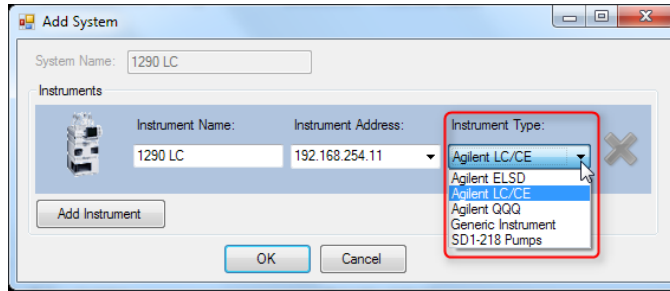 Add System
System Name: 1290 LC
Instruments
Instrument Name: Instrument Address: Instrument Type:
1290 LC 192.168.254.11 Agilent LC/CE
Agilent ELSD
Agilent LC/CE
Agilent QQQ
Generic Instrument
SD1-218 Pumps
Add Instrument
OK Cancel